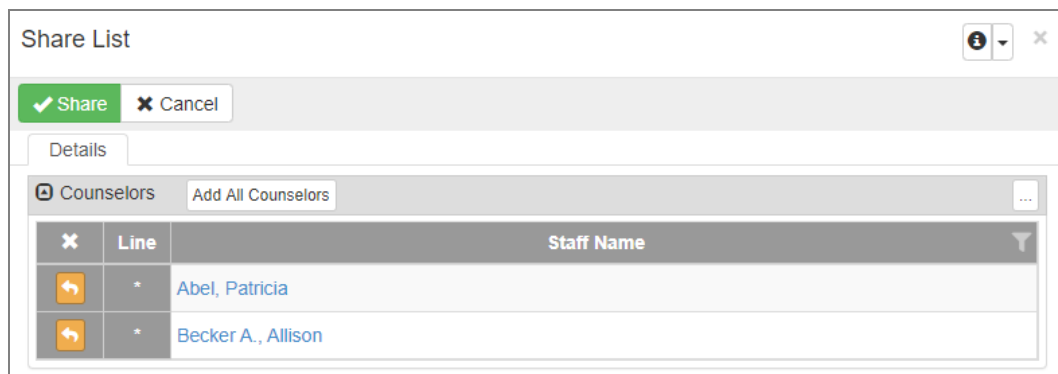 Share List
Share Cancel
Details
Counselors Add All Counselors ...
Line Staff Name
* Abel, Patricia
* Becker A., Allison